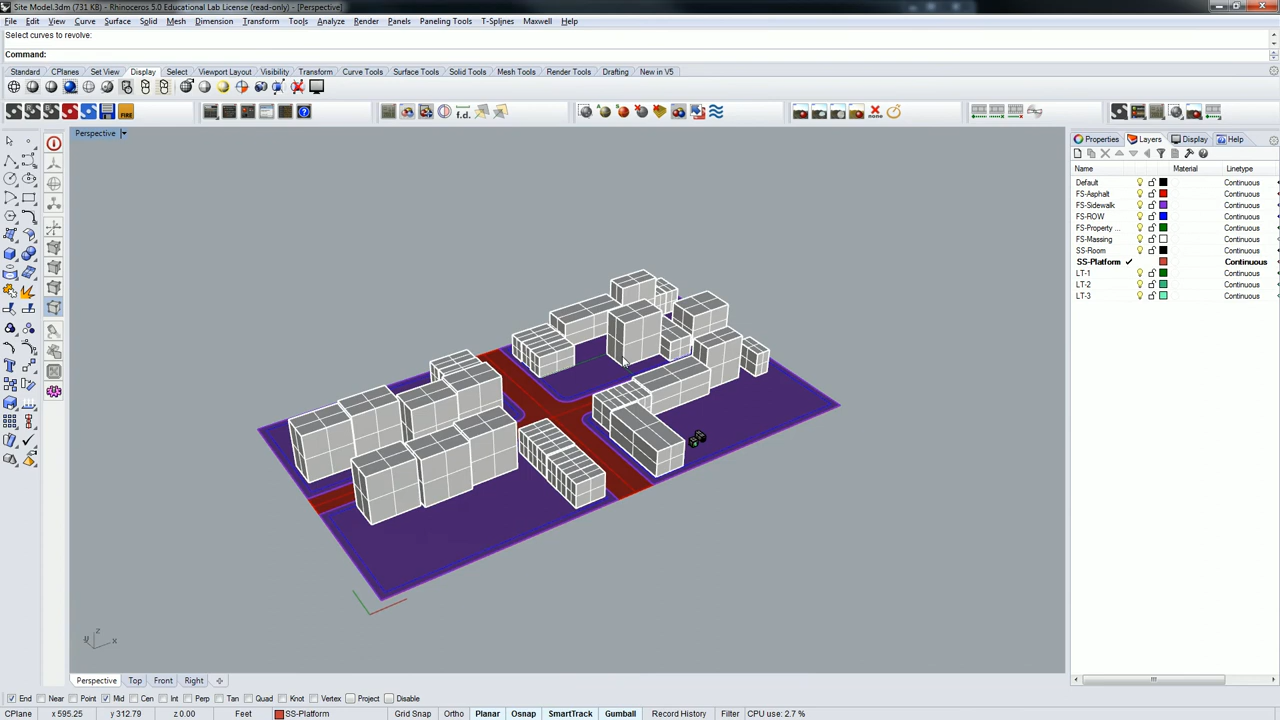 Site Model.3dm (731 KB) - Rhinoceros 5.0 Educational Lab License (read-only) - [Perspective]
File Edit View Curve Surface Solid Mesh Dimension Transform Tools Analyze Render Panels Paneling Tools T-Splines Maxwell Help
Select curves to revolve:
Command:
Standard CPlanes Set View Display Select Viewport Layout Visibility Transform Curve Tools Surface Tools Solid Tools Mesh Tools Render Tools Drafting New in V5
f.d. none
FIRE
Perspective
Properties Layers Display Help
Name Material Linetype
Default Continuous
FS-Asphalt Continuous
FS-Sidewalk Continuous
FS-ROW Continuous
FS-Property ... Continuous
FS-Massing Continuous
SS-Room Continuous
SS-Platform Continuous
LT-1 Continuous
LT-2 Continuous
LT-3 Continuous
z
y x
Perspective Top Front Right
End Near Point Mid Cen Int Perp Tan Quad Knot Vertex Project Disable
CPlane x 595.25 y 312.79 z 0.00 Feet SS-Platform Grid Snap Ortho Planar Osnap SmartTrack Gumball Record History Filter CPU use: 2.7 %